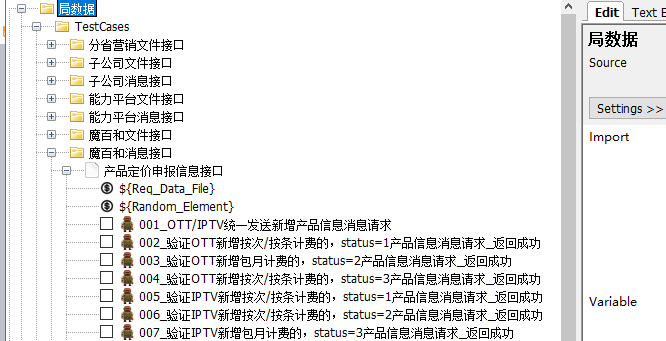 局数据
TestCases
分省营销文件接口
子公司文件接口
子公司消息接口
能力平台文件接口
能力平台消息接口
魔百和文件接口
魔百和消息接口
产品定价申报信息接口
${Req_Data_File}
${Random_Element}
001_OTT/IPTV统一发送新增产品信息消息请求
002_验证OTT新增按次/按条计费的，status=1产品信息消息请求_返回成功
003_验证OTT新增包月计费的，status=2产品信息消息请求_返回成功
004_验证OTT新增按次/按条计费的，status=3产品信息消息请求_返回成功
005_验证IPTV新增按次/按条计费的，status=1产品信息消息请求_返回成功
006_验证IPTV新增按次/按条计费的，status=2产品信息消息请求_返回成功
007_验证IPTV新增包月计费的，status=3产品信息消息请求_返回成功
Edit
Text E
局数据
Source
Settings >>
Import
Variable